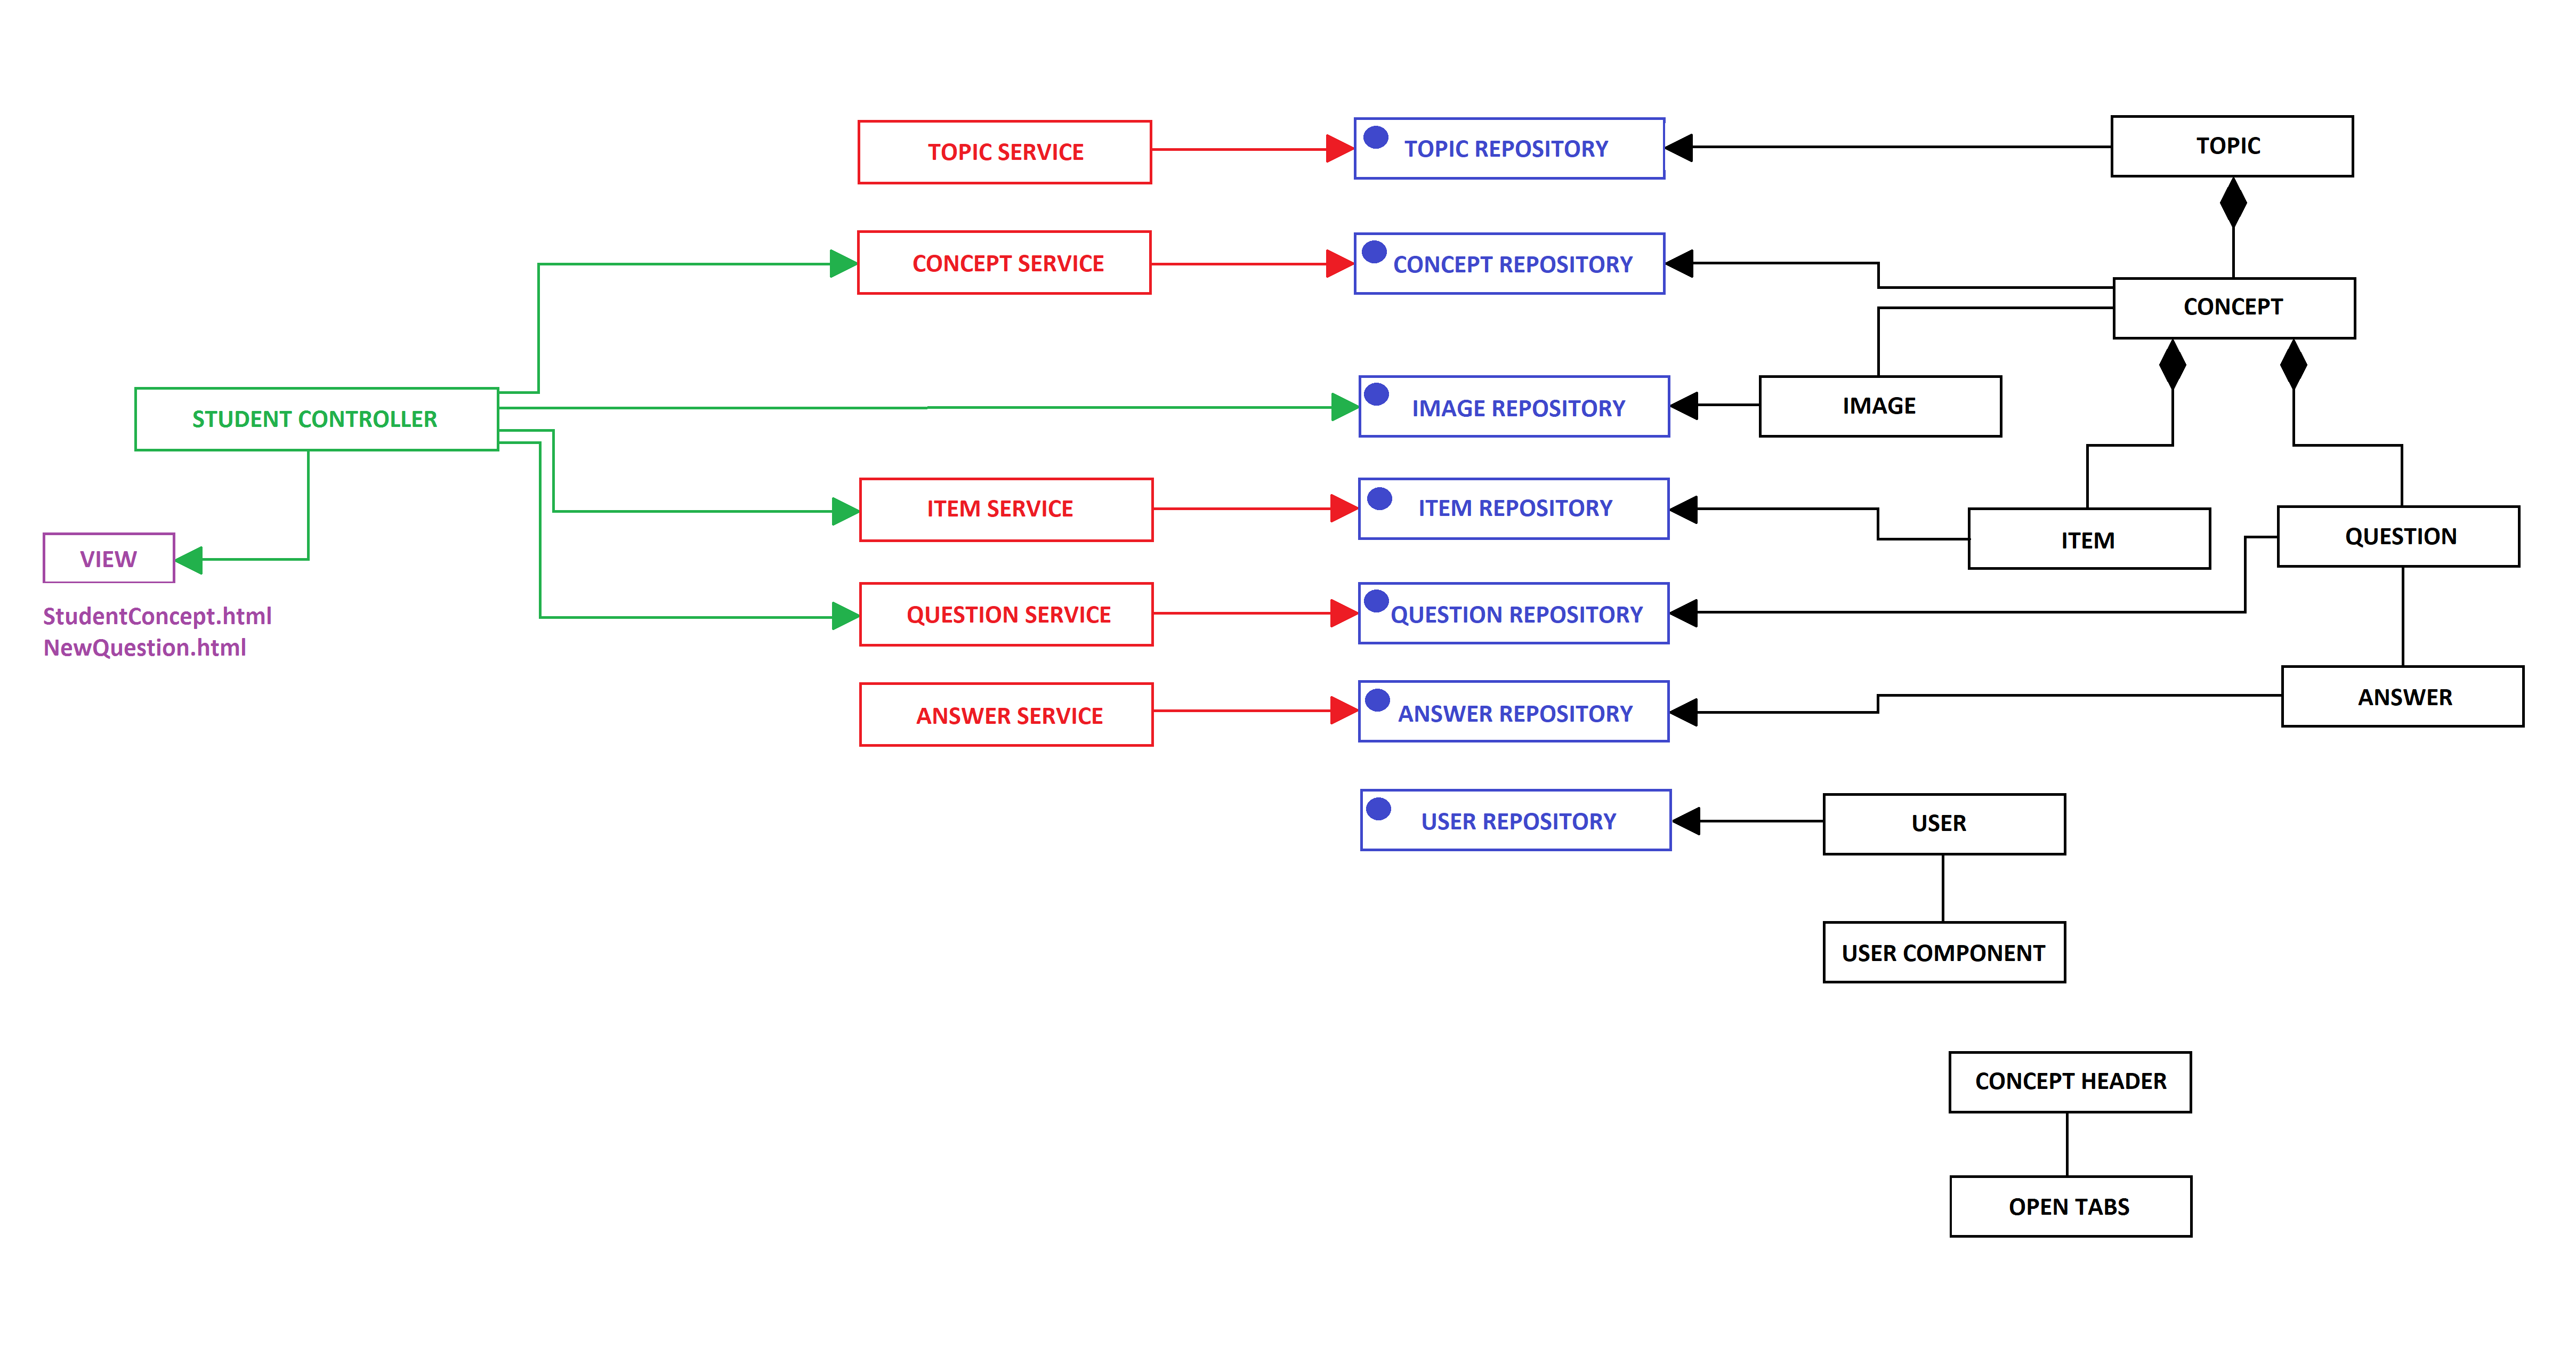 TOPIC SERVICE
TOPIC REPOSITORY
TOPIC
CONCEPT SERVICE
CONCEPT REPOSITORY
CONCEPT
STUDENT CONTROLLER
IMAGE REPOSITORY
IMAGE
ITEM SERVICE
ITEM REPOSITORY
ITEM
QUESTION
VIEW
StudentConcept.html
NewQuestion.html
QUESTION SERVICE
QUESTION REPOSITORY
ANSWER SERVICE
ANSWER REPOSITORY
ANSWER
USER REPOSITORY
USER
USER COMPONENT
CONCEPT HEADER
OPEN TABS